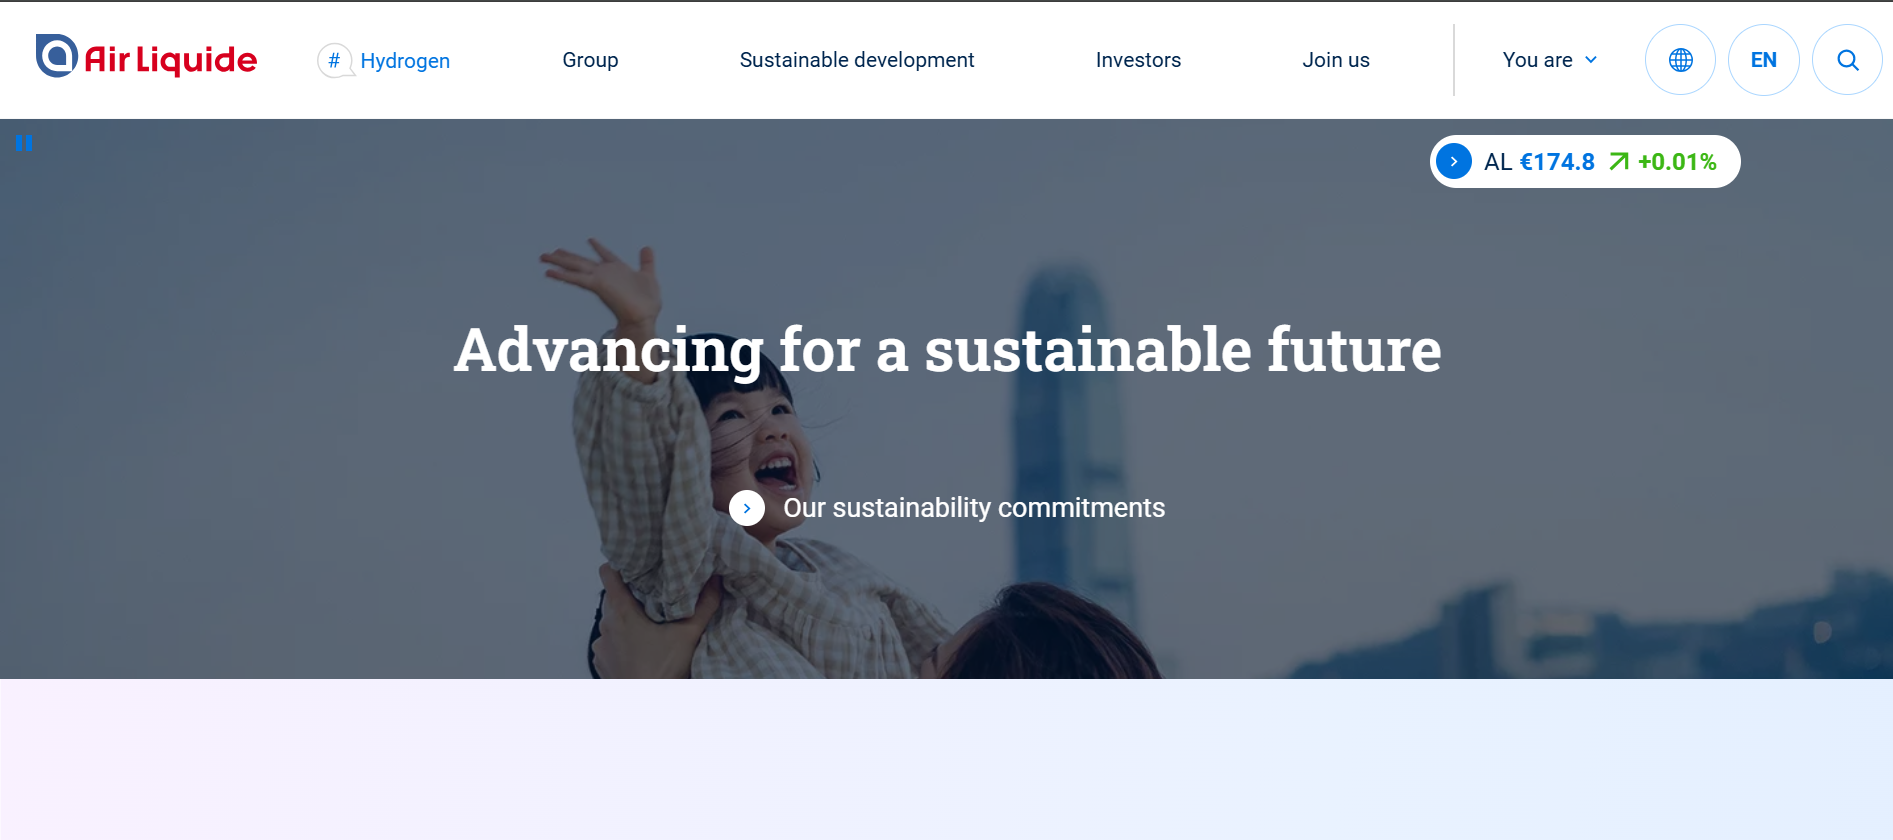 Air Liquide
# Hydrogen
Group
Sustainable development
Investors
Join us
You are
EN
AL €174.8 +0.01%
Advancing for a sustainable future
Our sustainability commitments